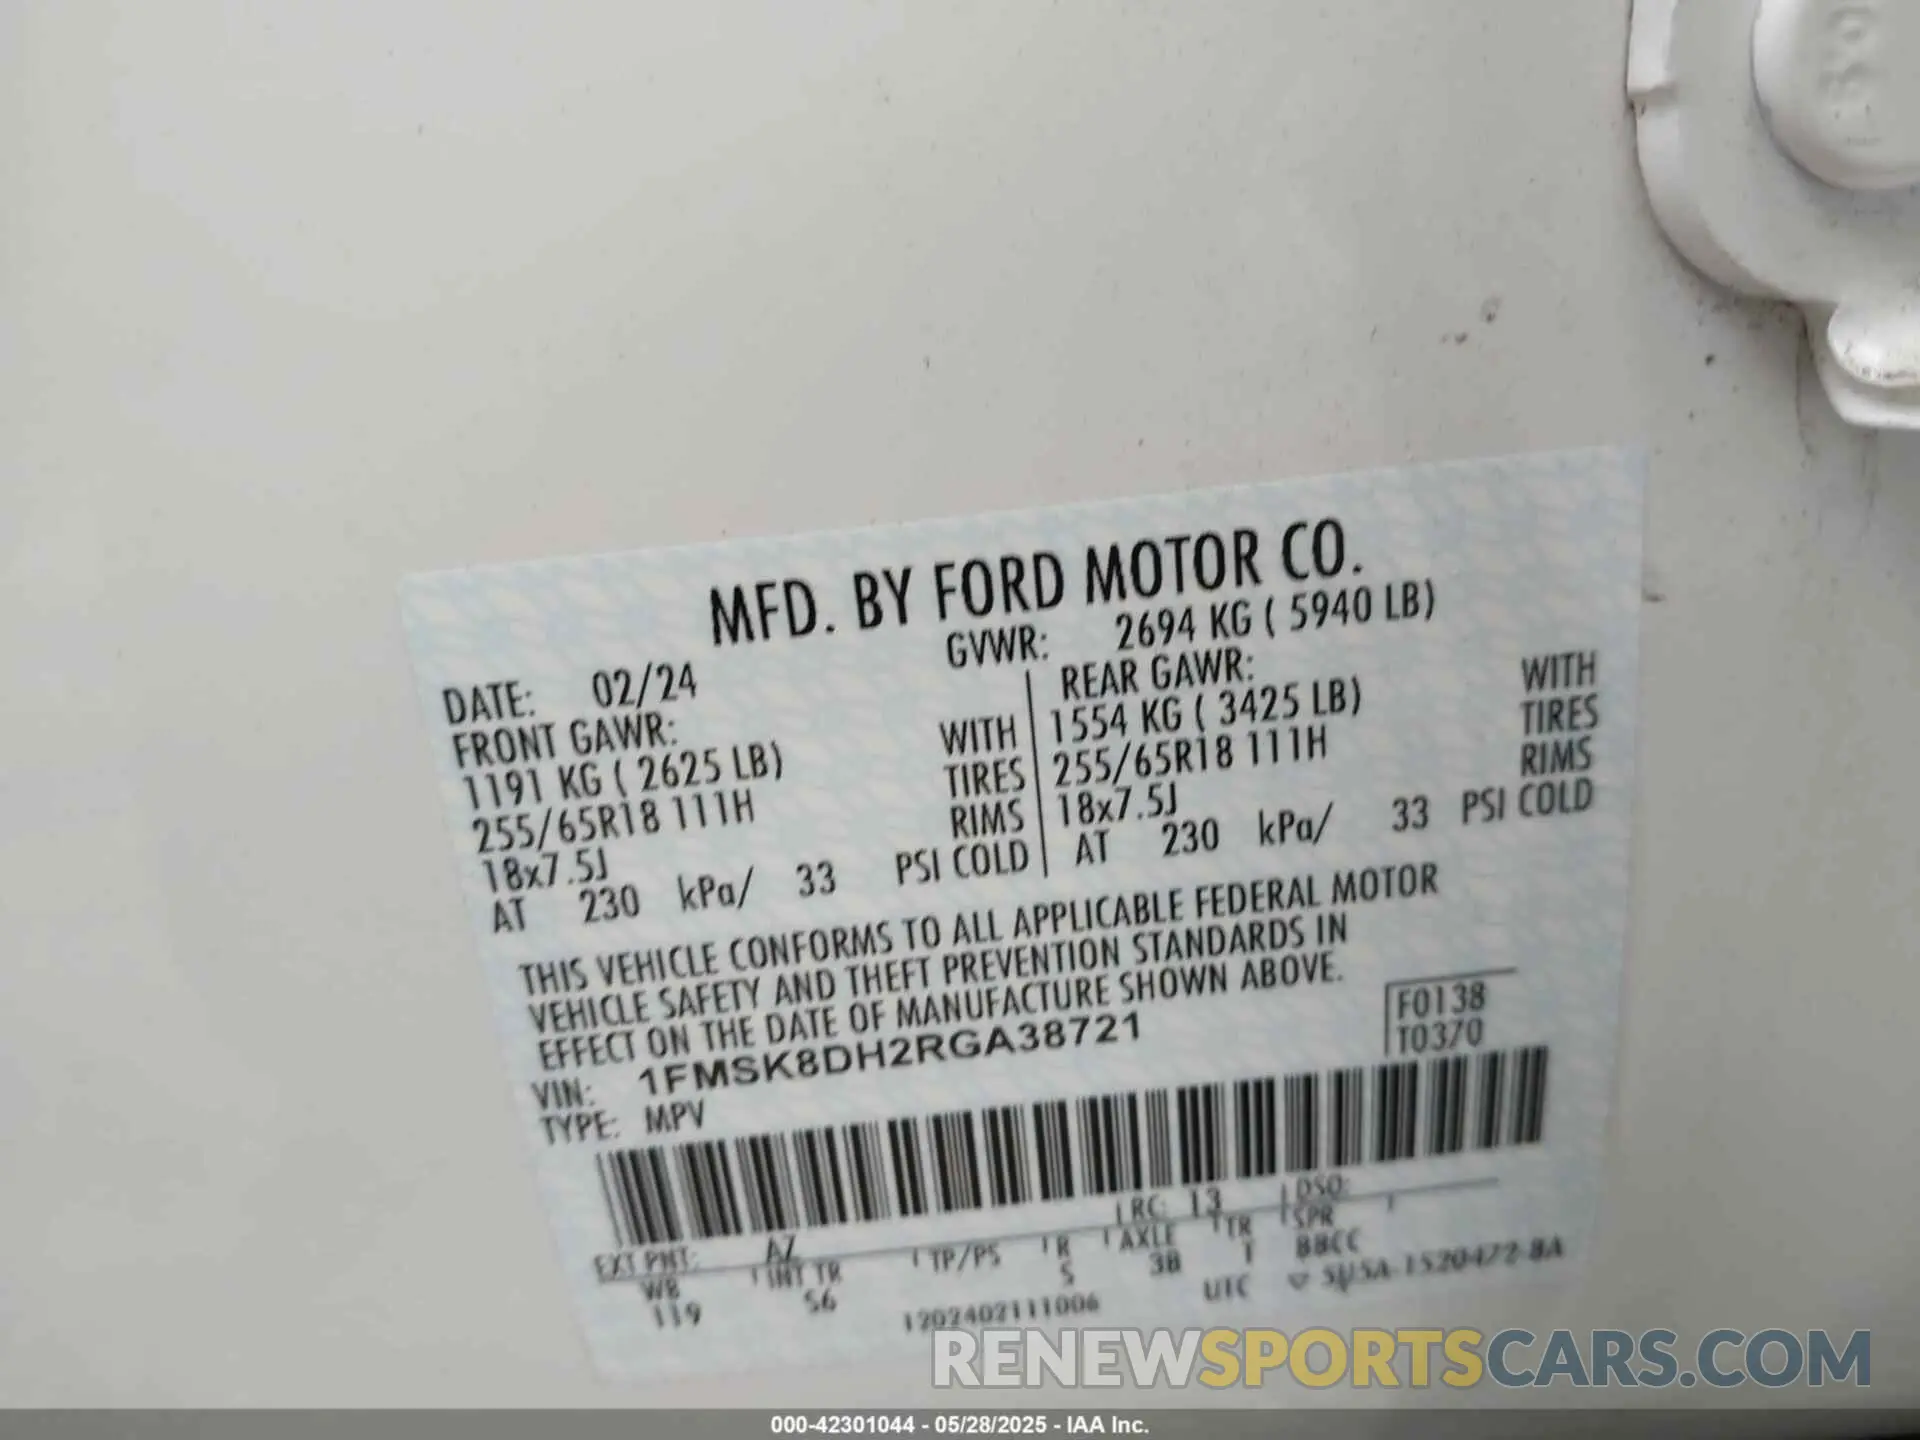 MFD. BY FORD MOTOR CO.
DATE: 02/24 GVWR: 2694 KG ( 5940 LB)
FRONT GAWR:
1191 KG ( 2625 LB) WITH
255/65R18 111H TIRES
18x7.5J RIMS
AT 230 kPa/ 33 PSI COLD
REAR GAWR: WITH
1554 KG ( 3425 LB) TIRES
255/65R18 111H RIMS
18x7.5J
AT 230 kPa/ 33 PSI COLD
THIS VEHICLE CONFORMS TO ALL APPLICABLE FEDERAL MOTOR
VEHICLE SAFETY AND THEFT PREVENTION STANDARDS IN
EFFECT ON THE DATE OF MANUFACTURE SHOWN ABOVE.
VIN: 1FMSK8DH2RGA38721
TYPE: MPV
F0138
T0370
EXT PNT: AZ RC: 13 DSO:
WB INT TR TP/PS R AXLE TR SPR
119 S6 S 3B T BBCC
1202402111006 UTC
RENEWSPORTSCARS.COM
000-42301044 - 05/28/2025 - IAA Inc.